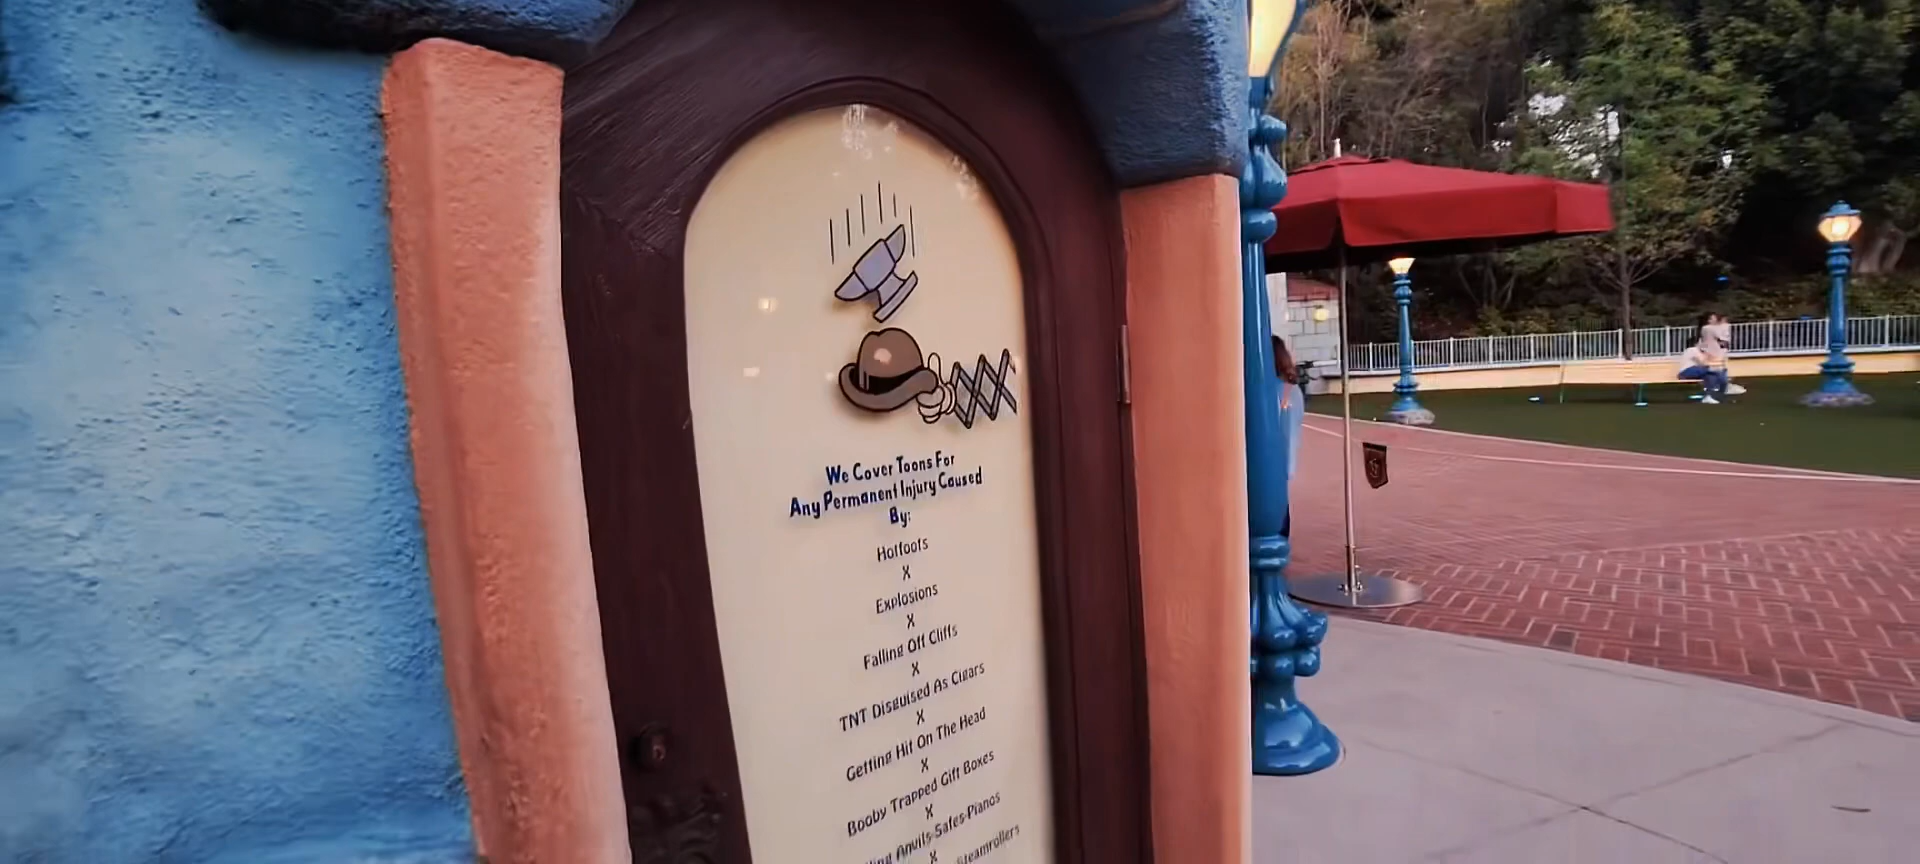 We Cover Toons For
Any Permanent Injury Caused
By:
Hotfoots
X
Explosions
X
Falling Off Cliffs
X
TNT Disguised As Cigars
X
Getting Hit On The Head
X
Booby Trapped Gift Boxes
X
Anvils-Safes-Pianos
X
Steamrollers